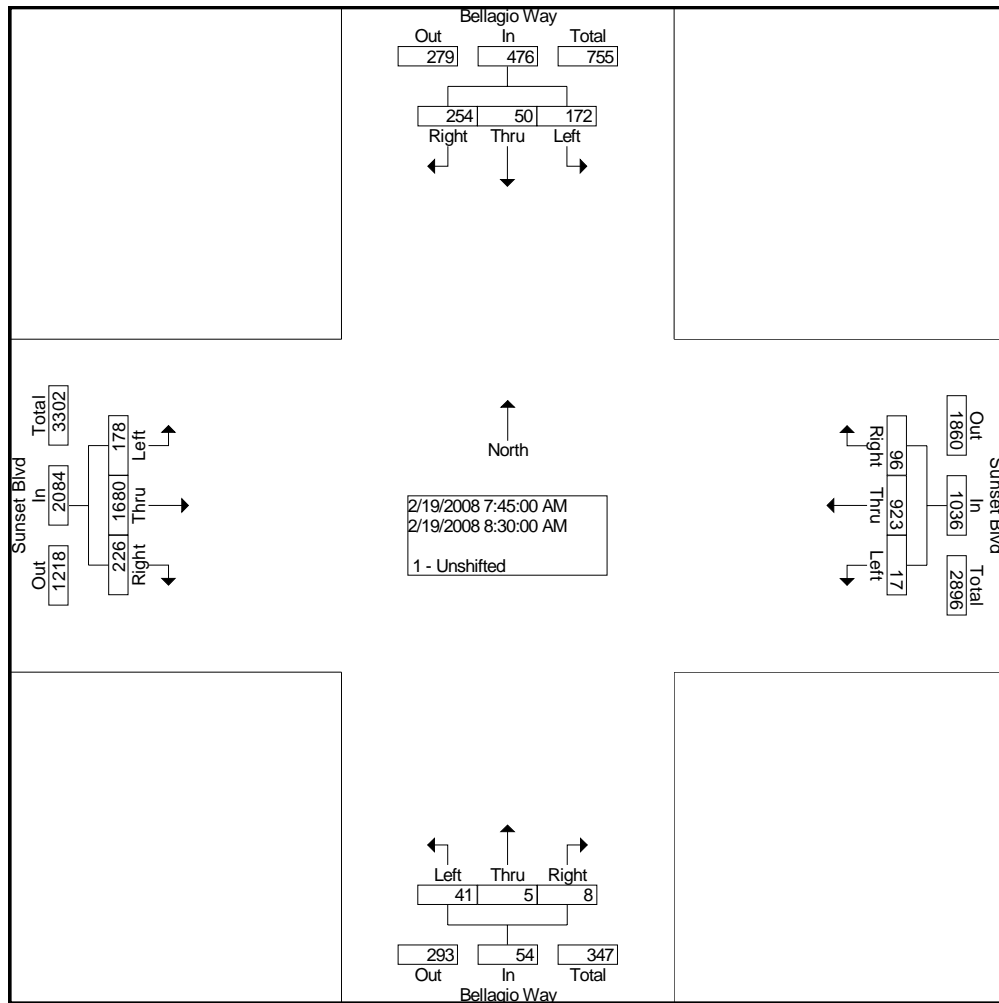 Bellagio Way
Out In Total
279 476 755
254 50 172
Right Thru Left
Sunset Blvd
Total In Out
3302 2084 1218
178 1680 226
Left Thru Right
North
2/19/2008 7:45:00 AM
2/19/2008 8:30:00 AM
1 - Unshifted
Right Thru Left
96 923 17
Out In Total
1860 1036 2896
Sunset Blvd
Left Thru Right
41 5 8
293 54 347
Out In Total
Bellagio Way